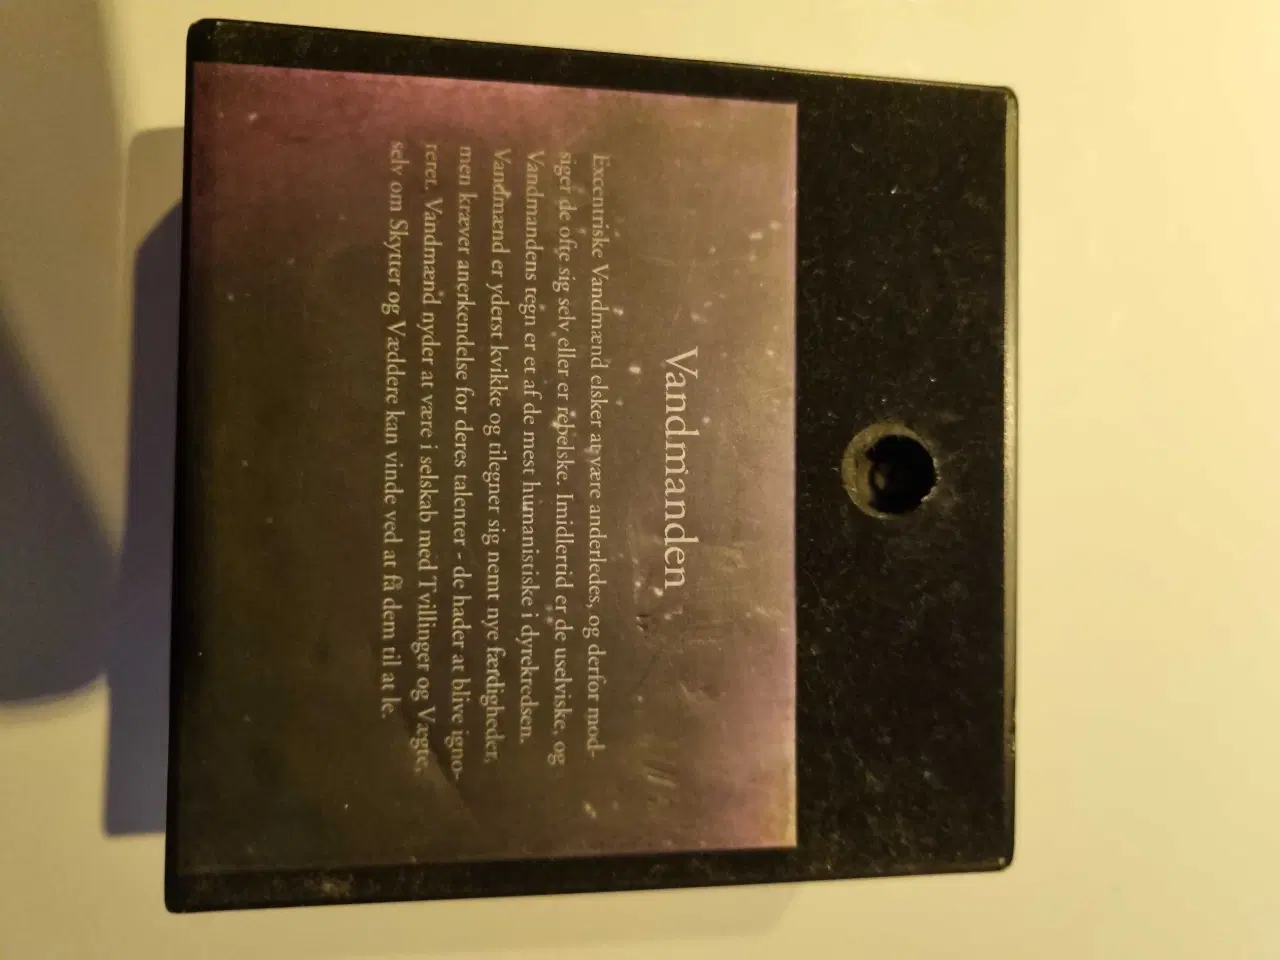 Vandmanden
Excentriske Vandmænd elsker at være anderledes, og derfor mod-
siger de ofte sig selv eller er rebelske. Imidlertid er de uselviske, og
Vandmandens tegn er et af de mest humanistiske i dyrekredsen.
Vandmænd er yderst kvikke og tilegner sig nemt nye færdigheder,
men kræver anerkendelse for deres talenter - de hader at blive igno-
reret. Vandmænd nyder at være i selskab med Tvillinger og Vægte,
selv om Skytter og Væddere kan vinde ved at få dem til at le.